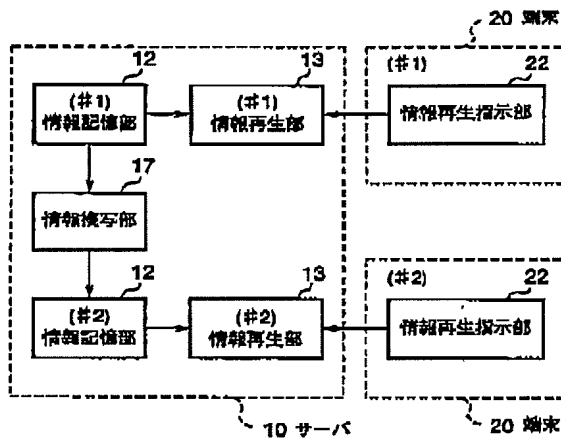 20 端末
12
13
(#1)
22
(#1)
情報記憶部
(#1)
情報再生部
情報再生指示部
17
情報複写部
12
13
(#2)
22
(#2)
情報記憶部
(#2)
情報再生部
情報再生指示部
10 サーバ
20 端末